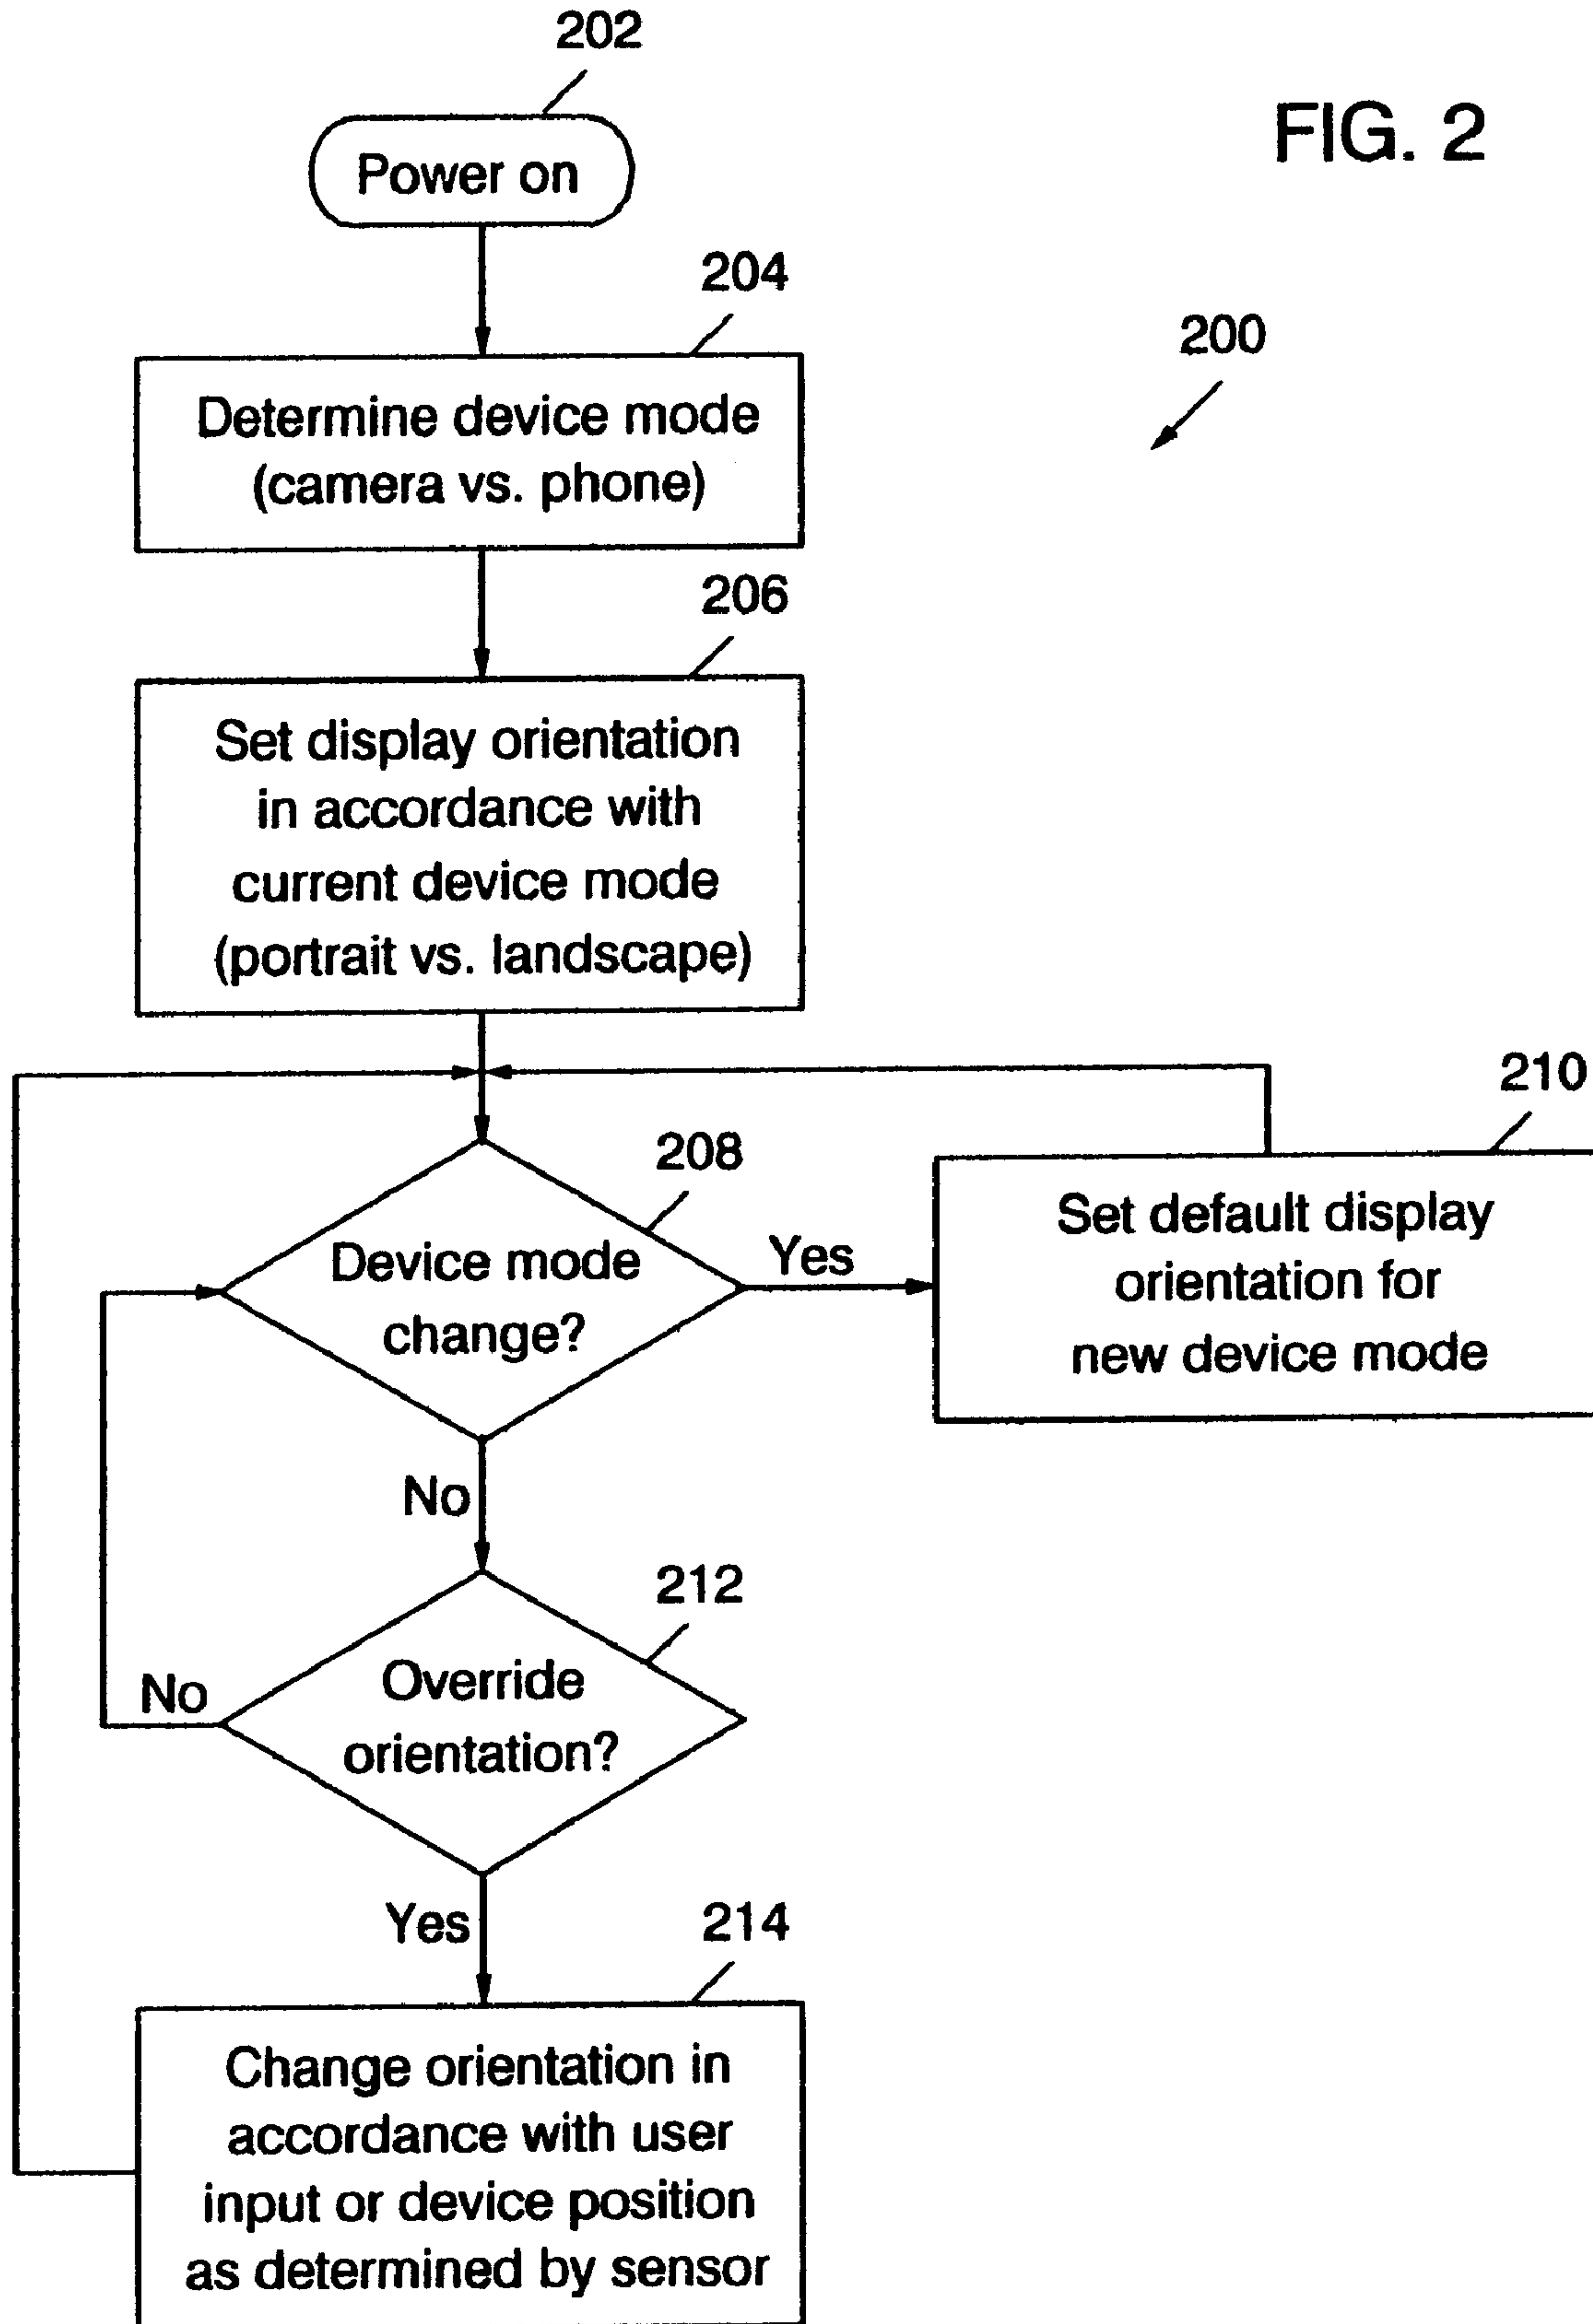 202
FIG. 2
Power on
204
200
Determine device mode
(camera vs. phone)
206
Set display orientation
in accordance with
current device mode
(portrait vs. landscape)
210
208
Device mode
change?
Yes
Set default display
orientation for
new device mode
No
212
Override
orientation?
No
Yes
214
Change orientation in
accordance with user
input or device position
as determined by sensor